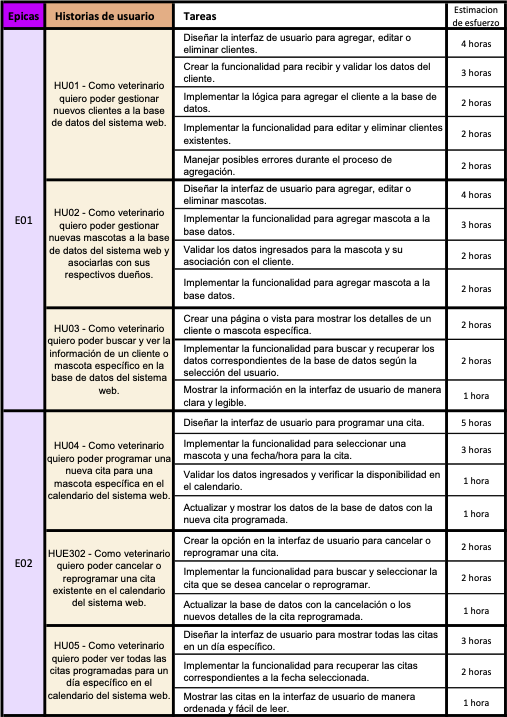 Epicas
Historias de usuario
Tareas
Estimacion
de esfuerzo
E01
HU01 - Como veterinario
quiero poder gestionar
nuevos clientes a la base
de datos del sistema web.
Diseñar la interfaz de usuario para agregar, editar o
eliminar clientes.
4 horas
Crear la funcionalidad para recibir y validar los datos del
cliente.
3 horas
Implementar la lógica para agregar el cliente a la base de
datos.
2 horas
Implementar la funcionalidad para editar y eliminar clientes
existentes.
2 horas
Manejar posibles errores durante el proceso de
agregación.
2 horas
HU02 - Como veterinario
quiero poder gestionar
nuevas mascotas a la base
de datos del sistema web y
asociarlas con sus
respectivos dueños.
Diseñar la interfaz de usuario para agregar, editar o
eliminar mascotas.
4 horas
Implementar la funcionalidad para agregar mascota a la
base datos.
3 horas
Validar los datos ingresados para la mascota y su
asociación con el cliente.
2 horas
Implementar la funcionalidad para agregar mascota a la
base datos.
2 horas
HU03 - Como veterinario
quiero poder buscar y ver la
información de un cliente o
mascota específico en la
base de datos del sistema
web.
Crear una página o vista para mostrar los detalles de un
cliente o mascota específica.
2 horas
Implementar la funcionalidad para buscar y recuperar los
datos correspondientes de la base de datos según la
selección del usuario.
2 horas
Mostrar la información en la interfaz de usuario de manera
clara y legible.
1 hora
E02
HU04 - Como veterinario
quiero poder programar una
nueva cita para una
mascota específica en el
calendario del sistema web.
Diseñar la interfaz de usuario para programar una cita.
5 horas
Implementar la funcionalidad para seleccionar una
mascota y una fecha/hora para la cita.
3 horas
Validar los datos ingresados y verificar la disponibilidad en
el calendario.
1 hora
Actualizar y mostrar los datos de la base de datos con la
nueva cita programada.
1 hora
HUE302 - Como veterinario
quiero poder cancelar o
reprogramar una cita
existente en el calendario
del sistema web.
Crear la opción en la interfaz de usuario para cancelar o
reprogramar una cita.
2 horas
Implementar la funcionalidad para buscar y seleccionar la
cita que se desea cancelar o reprogramar.
2 horas
Actualizar la base de datos con la cancelación o los
nuevos detalles de la cita reprogramada.
1 hora
HU05 - Como veterinario
quiero poder ver todas las
citas programadas para un
día específico en el
calendario del sistema web.
Diseñar la interfaz de usuario para mostrar todas las citas
en un día específico.
3 horas
Implementar la funcionalidad para recuperar las citas
correspondientes a la fecha seleccionada.
2 horas
Mostrar las citas en la interfaz de usuario de manera
ordenada y fácil de leer.
1 hora